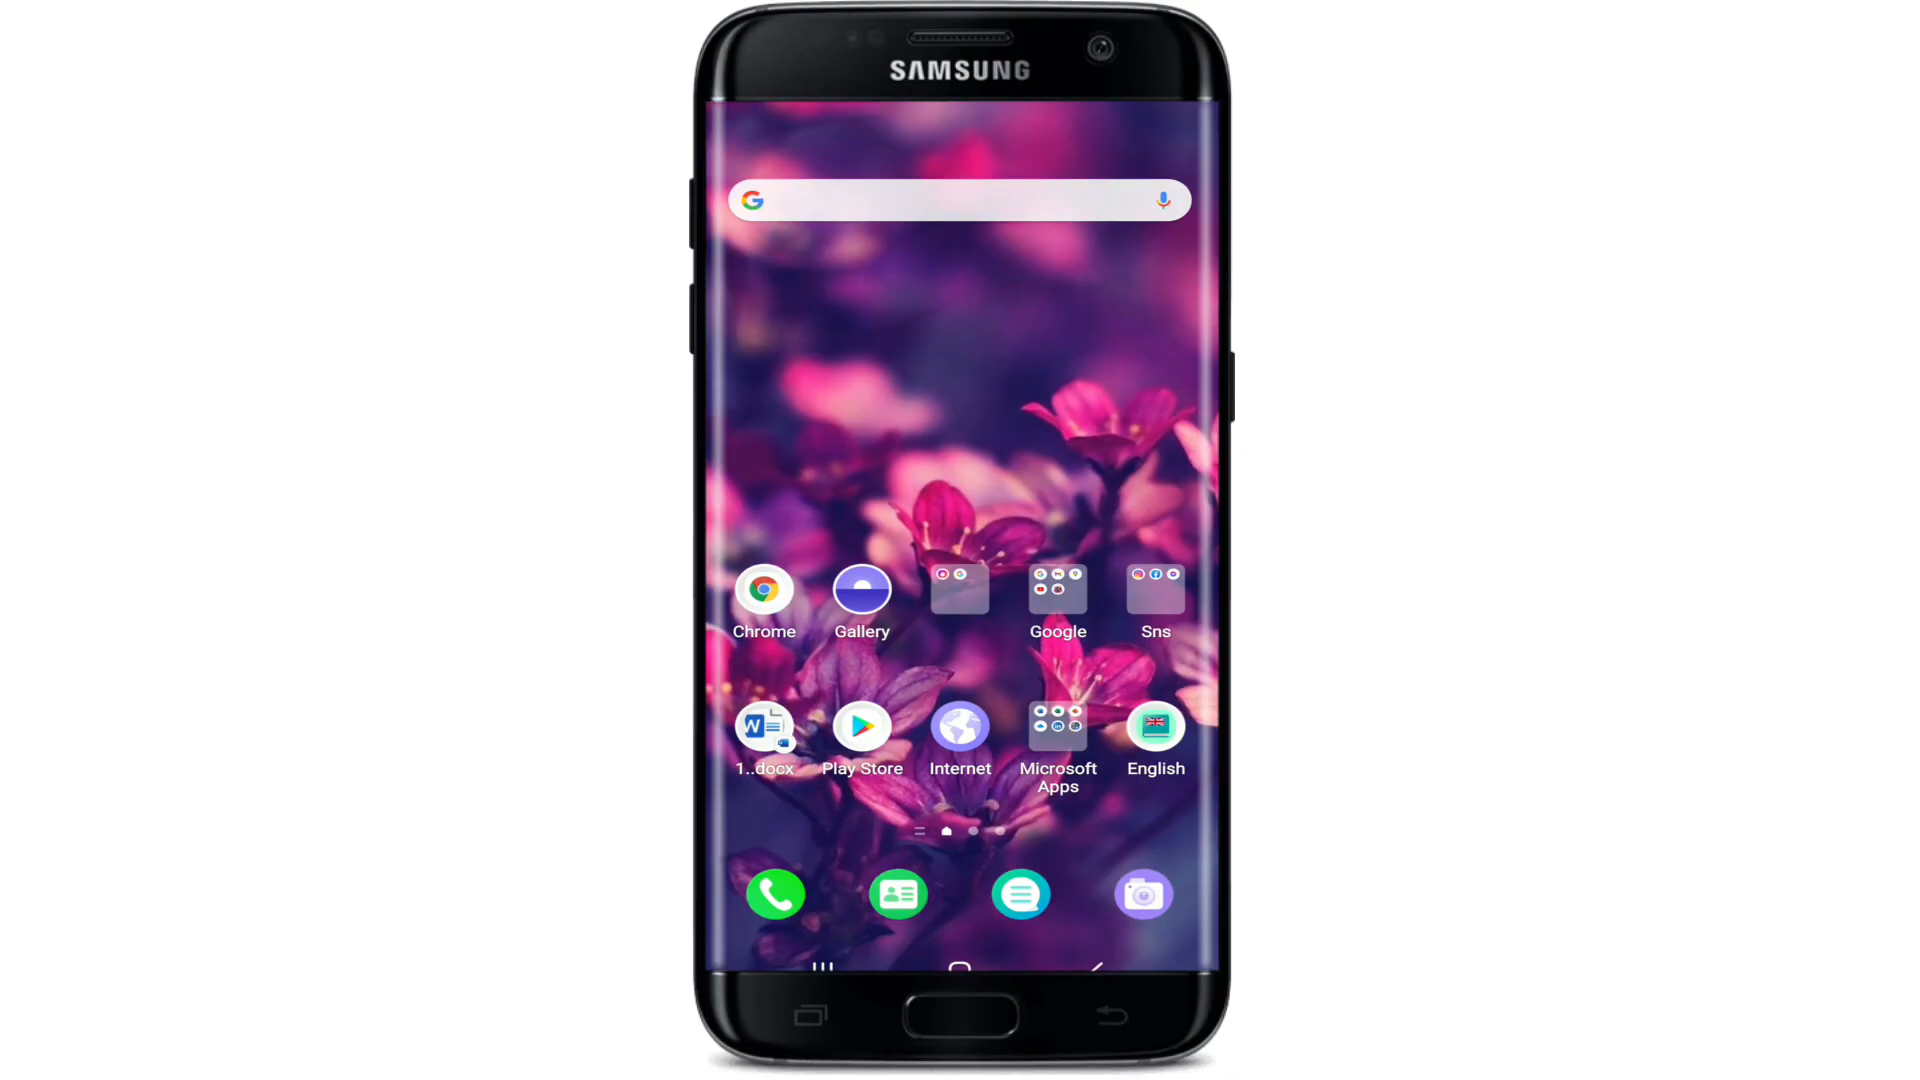 SAMSUNG
Chrome
Gallery
Google
Sns
1..docx
Play Store
Internet
Microsoft
Apps
English